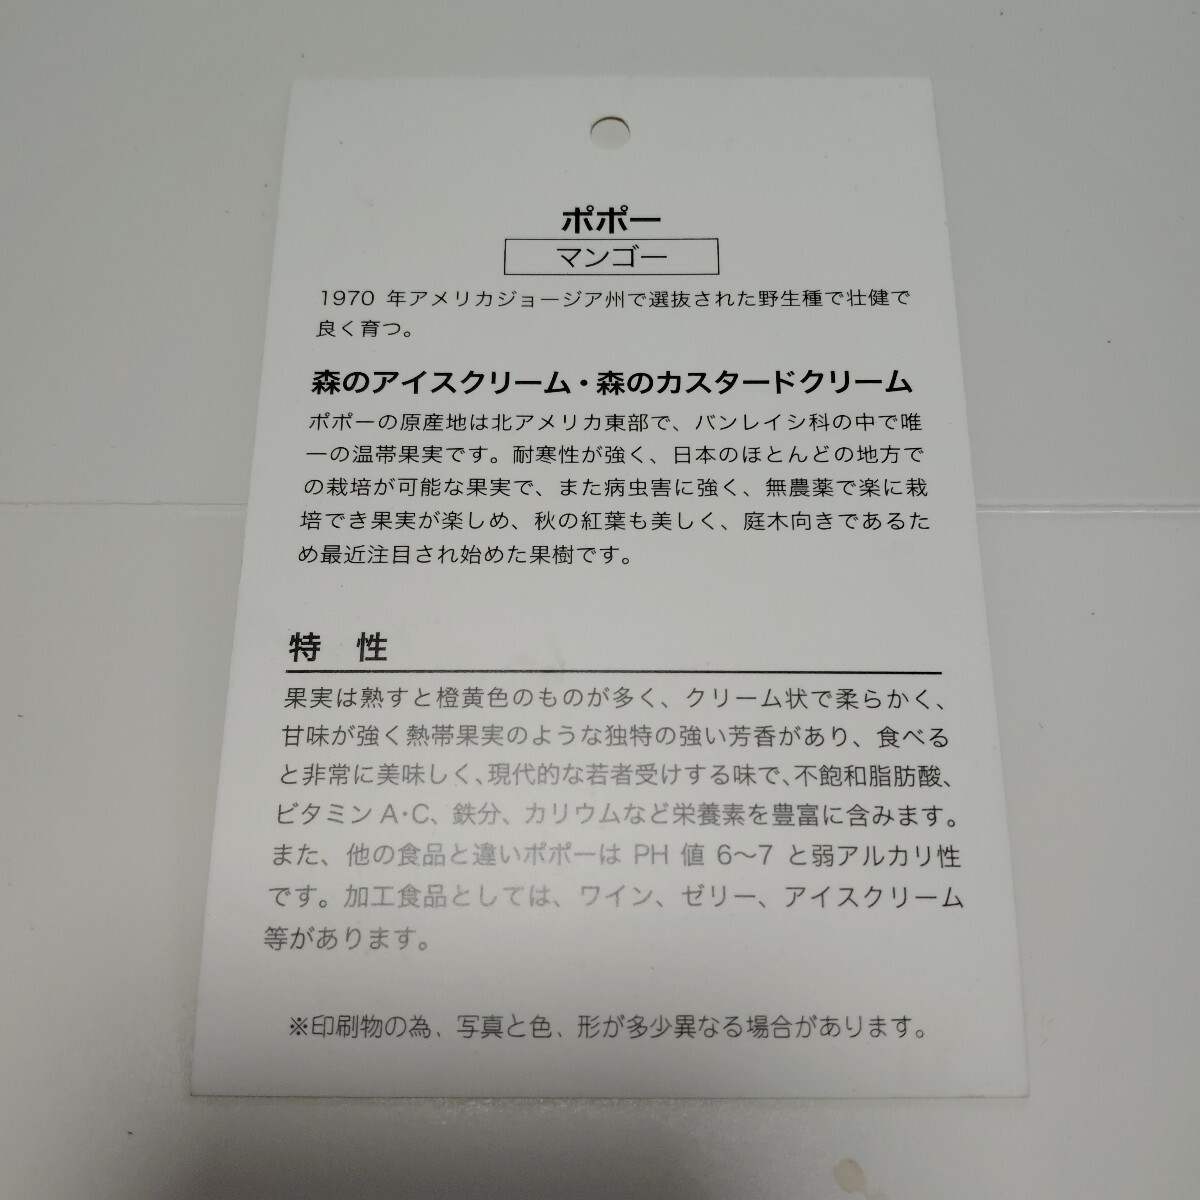 ポポー
マンゴー
1970 年アメリカジョージア州で選抜された野生種で壮健で
良く育つ。
森のアイスクリーム・森のカスタードクリーム
ポポーの原産地は北アメリカ東部で、バンレイシ科の中で唯
一の温帯果実です。耐寒性が強く、日本のほとんどの地方で
の栽培が可能な果実で、また病虫害に強く、無農薬で楽に栽
培でき果実が楽しめ、秋の紅葉も美しく、庭木向きであるた
め最近注目され始めた果樹です。
特　性
果実は熟すと橙黄色のものが多く、クリーム状で柔らかく、
甘味が強く熱帯果実のような独特の強い芳香があり、食べる
と非常に美味しく、現代的な若者受けする味で、不飽和脂肪酸、
ビタミン A・C、鉄分、カリウムなど栄養素を豊富に含みます。
また、他の食品と違いポポーは PH 値 6〜7 と弱アルカリ性
です。加工食品としては、ワイン、ゼリー、アイスクリーム
等があります。
※印刷物の為、写真と色、形が多少異なる場合があります。